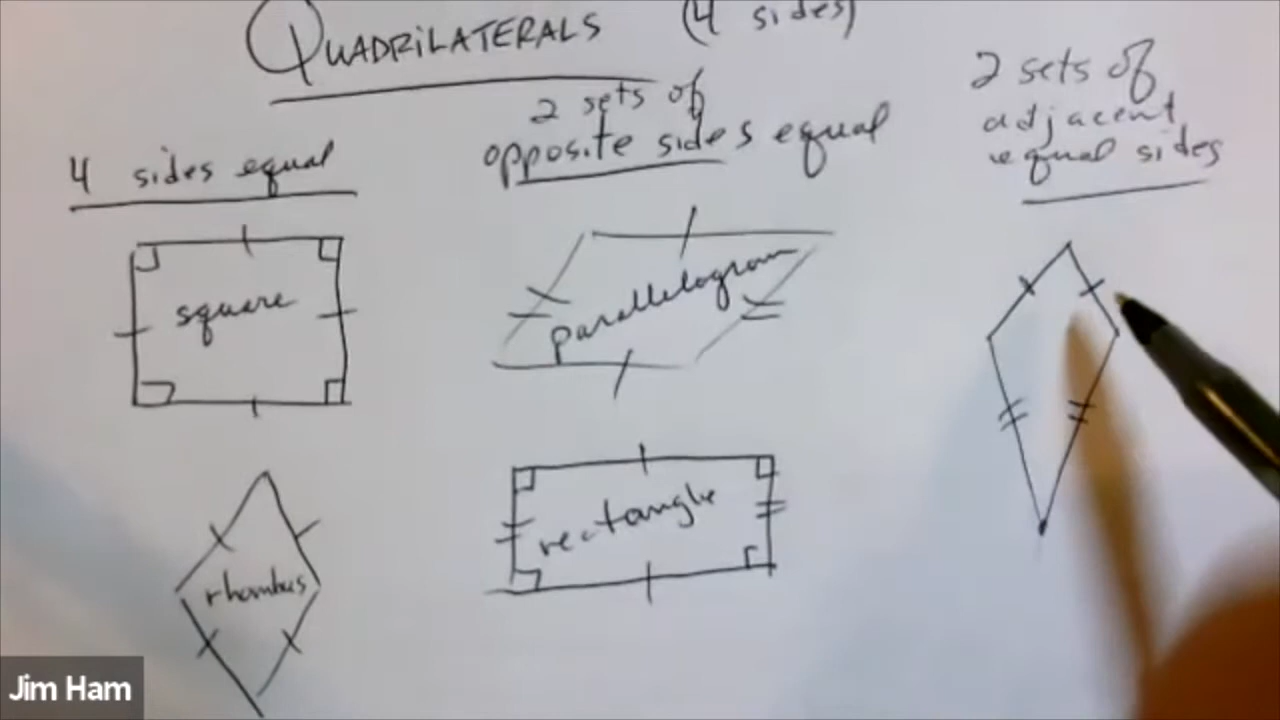 QUADRiLATERALS (4 sides)
4 sides equal
2 sets of
opposite sides equal
2 sets of
adjacent
equal sides
square
parallelogram
rhombus
rectangle
Jim Ham